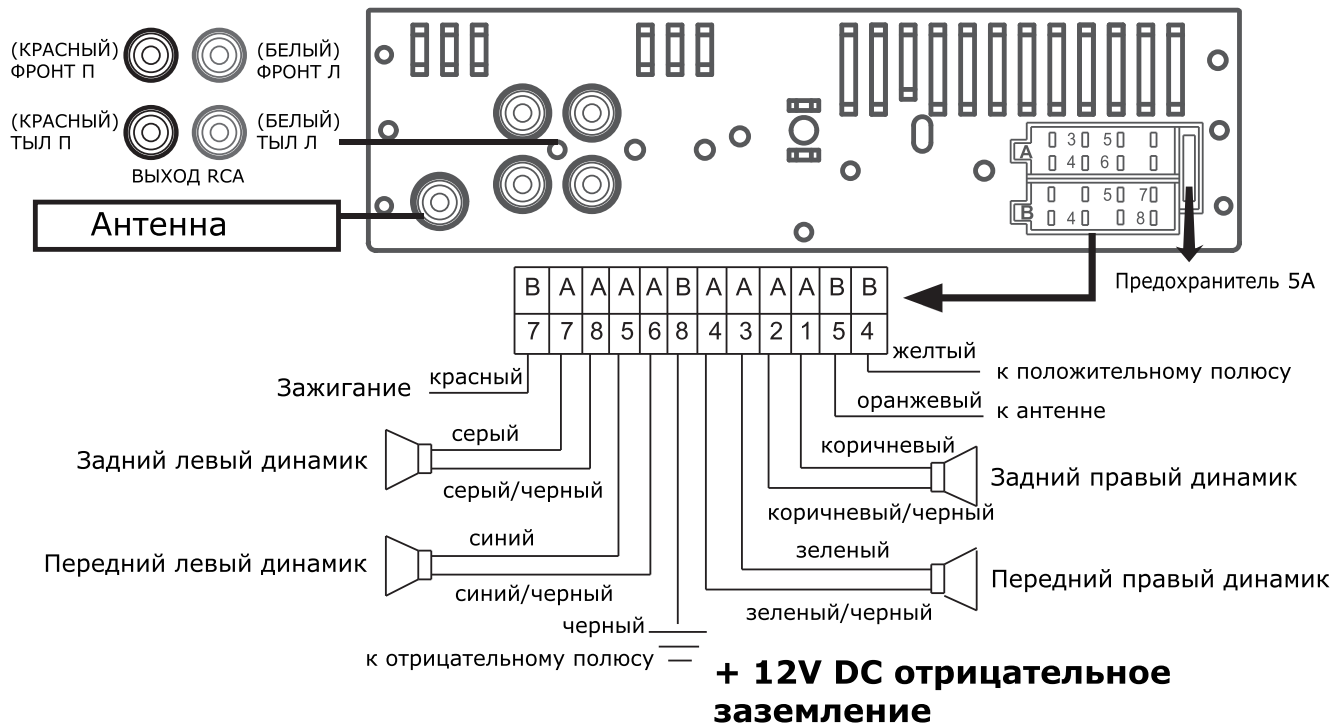 (КРАСНЫЙ)
ФРОНТ П
(БЕЛЫЙ)
ФРОНТ Л
(КРАСНЫЙ)
ТЫЛ П
(БЕЛЫЙ)
ТЫЛ Л
ВЫХОД RCA
Антенна
A 3 5
4 6
B 5 7
4 8
Предохранитель 5А
B A A A A B A A A A B B
7 7 8 5 6 8 4 3 2 1 5 4
желтый
к положительному полюсу
Зажигание
красный
оранжевый
к антенне
серый
Задний левый динамик
серый/черный
коричневый
Задний правый динамик
коричневый/черный
синий
Передний левый динамик
синий/черный
зеленый
Передний правый динамик
зеленый/черный
черный
к отрицательному полюсу
+ 12V DC отрицательное
заземление